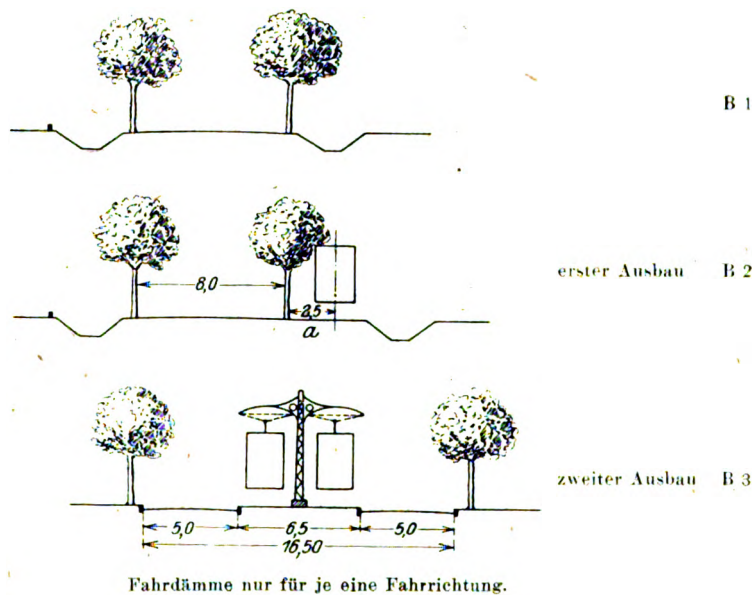 B 1
erster Ausbau B 2
8,0
2,5
a
zweiter Ausbau B 3
5,0 6,5 5,0
16,50
Fahrdämme nur für je eine Fahrrichtung.